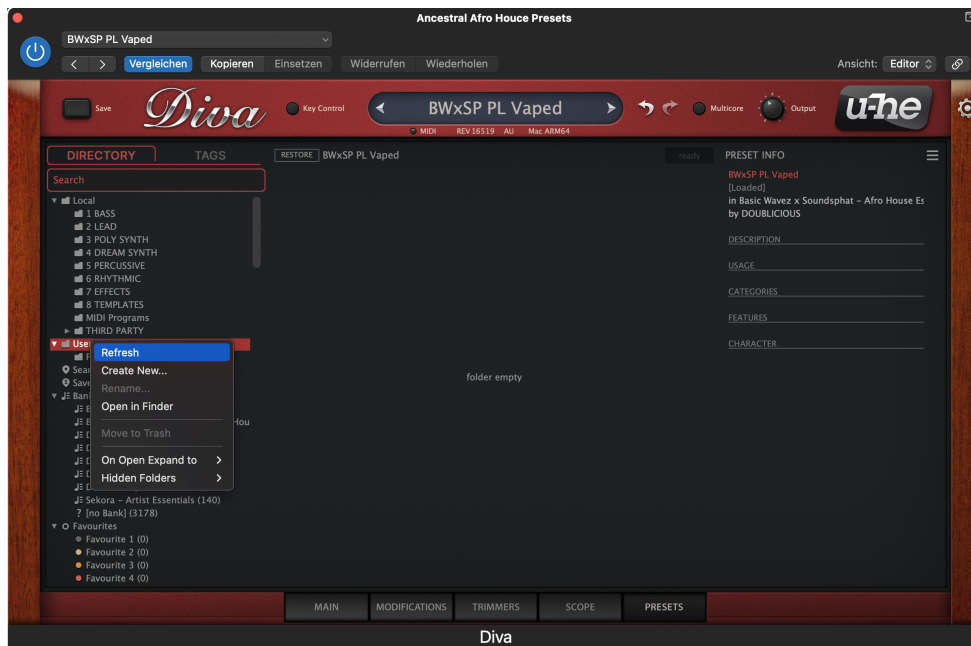 Ancestral Afro Houce Presets
BWxSP PL Vaped
Vergleichen Kopieren Einsetzen Widerrufen Wiederholen Ansicht: Editor
Save Diva Key Control BWxSP PL Vaped Multicore Output u-he
MIDI REV 16519 AU Mac ARM64
DIRECTORY TAGS RESTORE BWxSP PL Vaped ready PRESET INFO
Search
BWxSP PL Vaped
[Loaded]
in Basic Wavez x Soundsphat – Afro House Es
by DOUBLICIOUS
DESCRIPTION
USAGE
CATEGORIES
FEATURES
CHARACTER
Local
1 BASS
2 LEAD
3 POLY SYNTH
4 DREAM SYNTH
5 PERCUSSIVE
6 RHYTHMIC
7 EFFECTS
8 TEMPLATES
MIDI Programs
THIRD PARTY
Use
Refresh
Create New...
Rename...
Open in Finder
Move to Trash
On Open Expand to
Hidden Folders
Sear
Save
Ban
Hou
folder empty
Sekora – Artist Essentials (140)
? [no Bank] (3178)
Favourites
Favourite 1 (0)
Favourite 2 (0)
Favourite 3 (0)
Favourite 4 (0)
MAIN MODIFICATIONS TRIMMERS SCOPE PRESETS
Diva